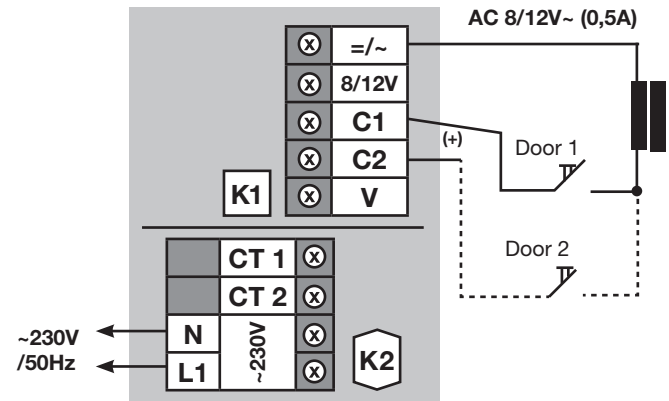 AC 8/12V~ (0,5A)
=/~
8/12V
C1
(+)
C2
V
Door 1
K1
Door 2
CT 1
CT 2
N
L1
~230V
~230V
/50Hz
K2
x
x
x
x
x
x
x
x
x